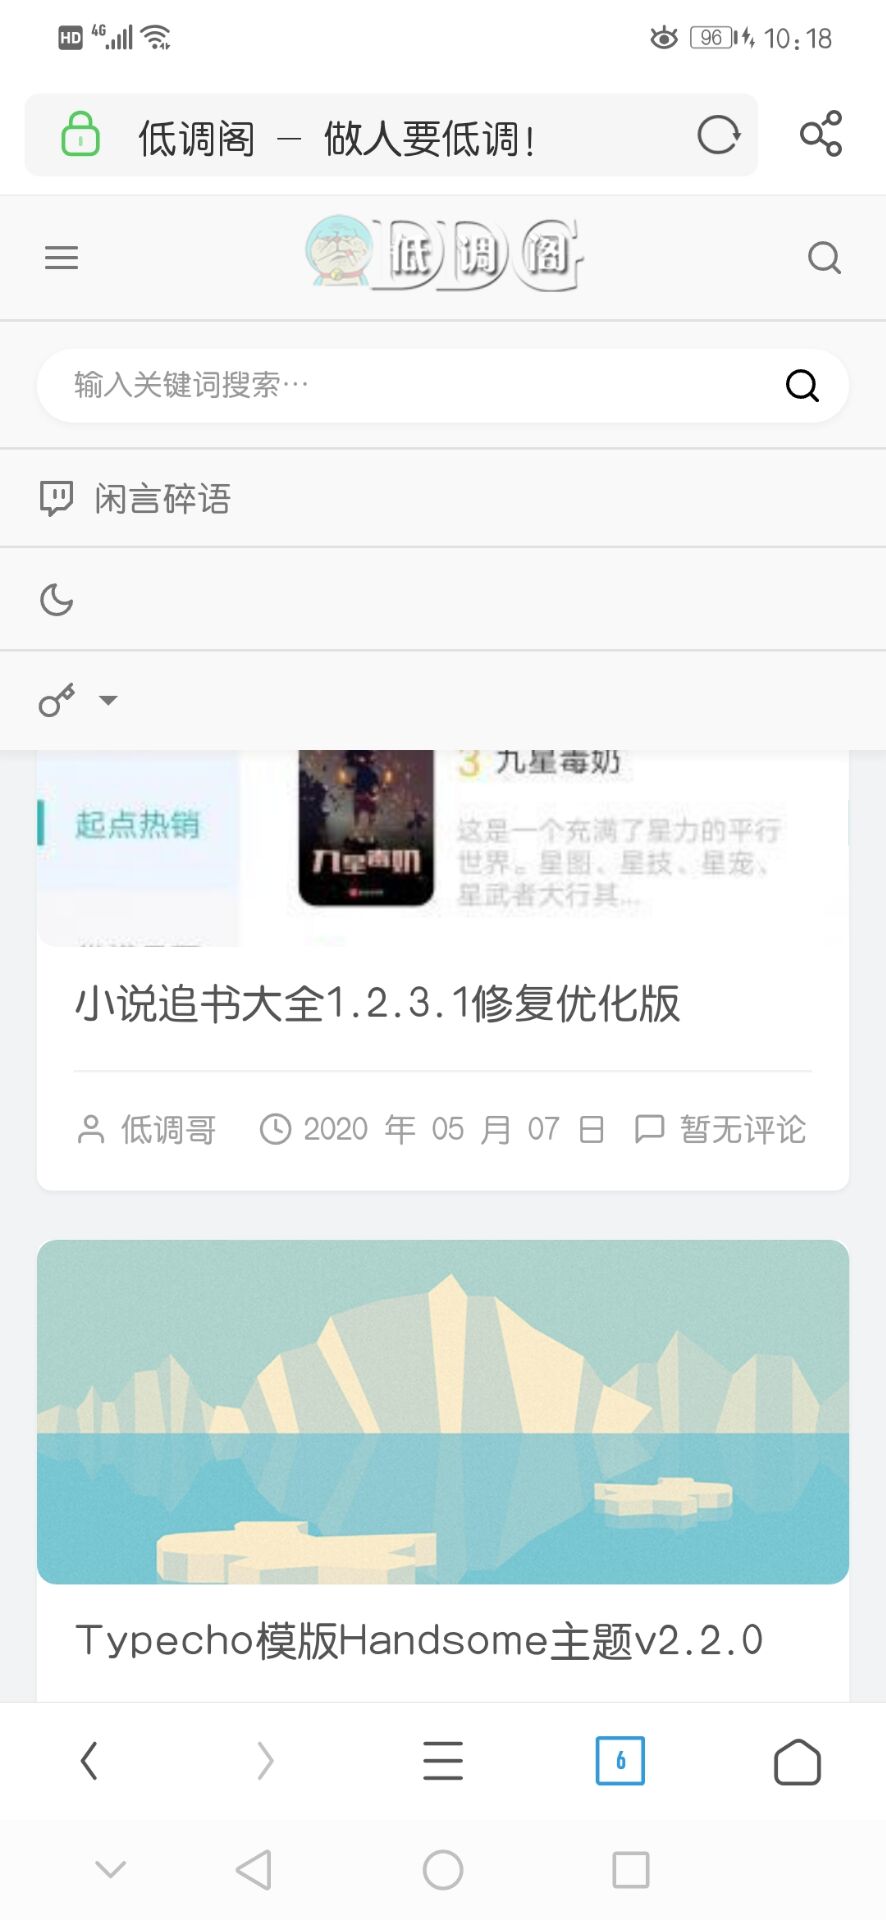 HD 4G 96 10:18
低调阁 – 做人要低调!
DDG 低调阁
输入关键词搜索…
闲言碎语
3 九星毒奶
起点热销
这是一个充满了星力的平行
世界。星图、星技、星宠、
星武者大行其...
九星毒奶
小说追书大全1.2.3.1修复优化版
低调哥 2020 年 05 月 07 日 暂无评论
Typecho模版Handsome主题v2.2.0
6